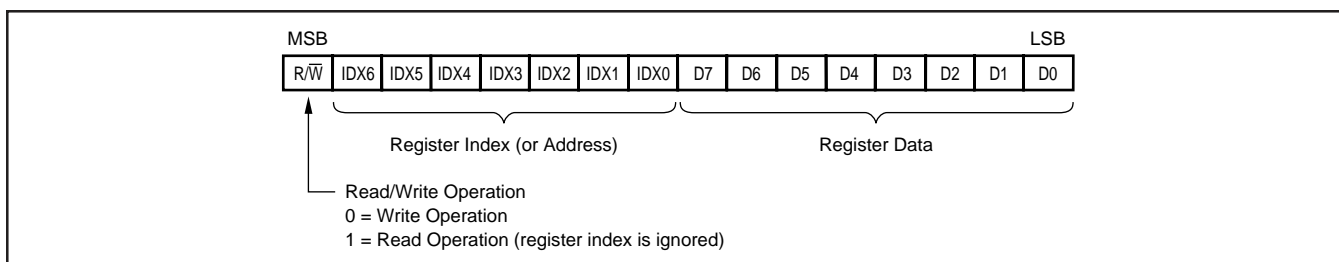 MSB LSB
R/W̅ IDX6 IDX5 IDX4 IDX3 IDX2 IDX1 IDX0 D7 D6 D5 D4 D3 D2 D1 D0
Register Index (or Address) Register Data
Read/Write Operation
0 = Write Operation
1 = Read Operation (register index is ignored)